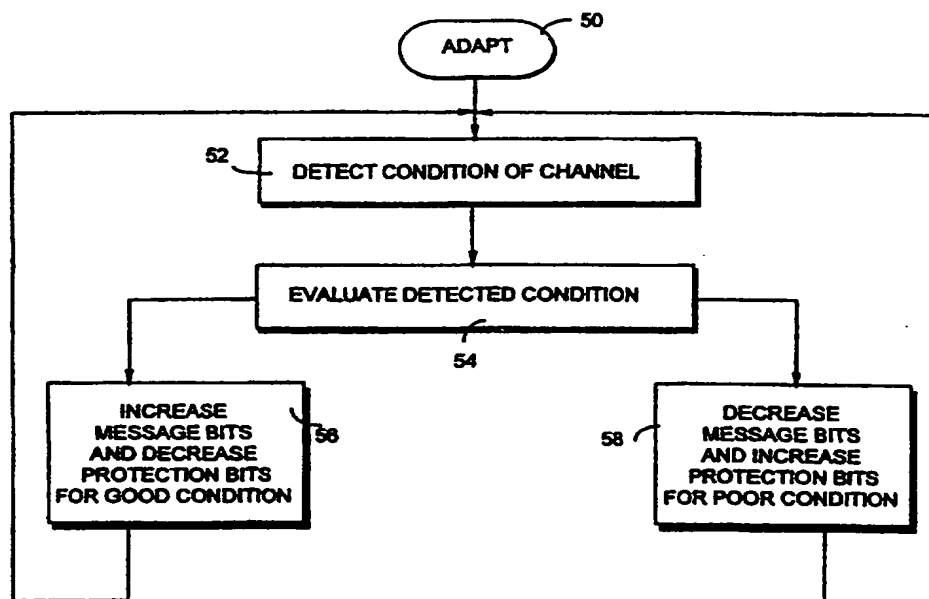 50
ADAPT
52
DETECT CONDITION OF CHANNEL
EVALUATE DETECTED CONDITION
54
INCREASE
MESSAGE BITS
AND DECREASE
PROTECTION BITS
FOR GOOD CONDITION
56
58
DECREASE
MESSAGE BITS
AND INCREASE
PROTECTION BITS
FOR POOR CONDITION